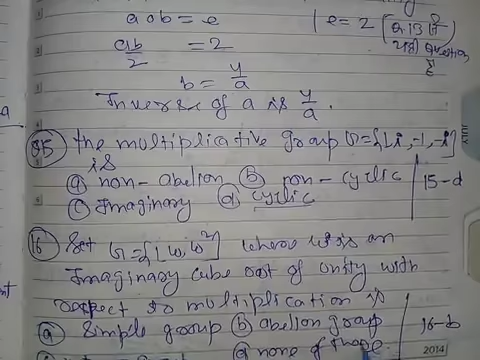 a o b = e | e = 2
ab/2 = 2
b = 4/a
Inverse of a is 4/a.
15 the multiplicative group G={1,i,-1,-i}
is
(a) non-abelian (b) non-cyclic
(c) Imaginary (d) cyclic 15-d
16 Set G={1,ω,ω²} where ω is an
Imaginary cube root of unity with
respect to multiplication is
(a) Simple group (b) abelian group
(d) none of these 16-b
JULY
2014